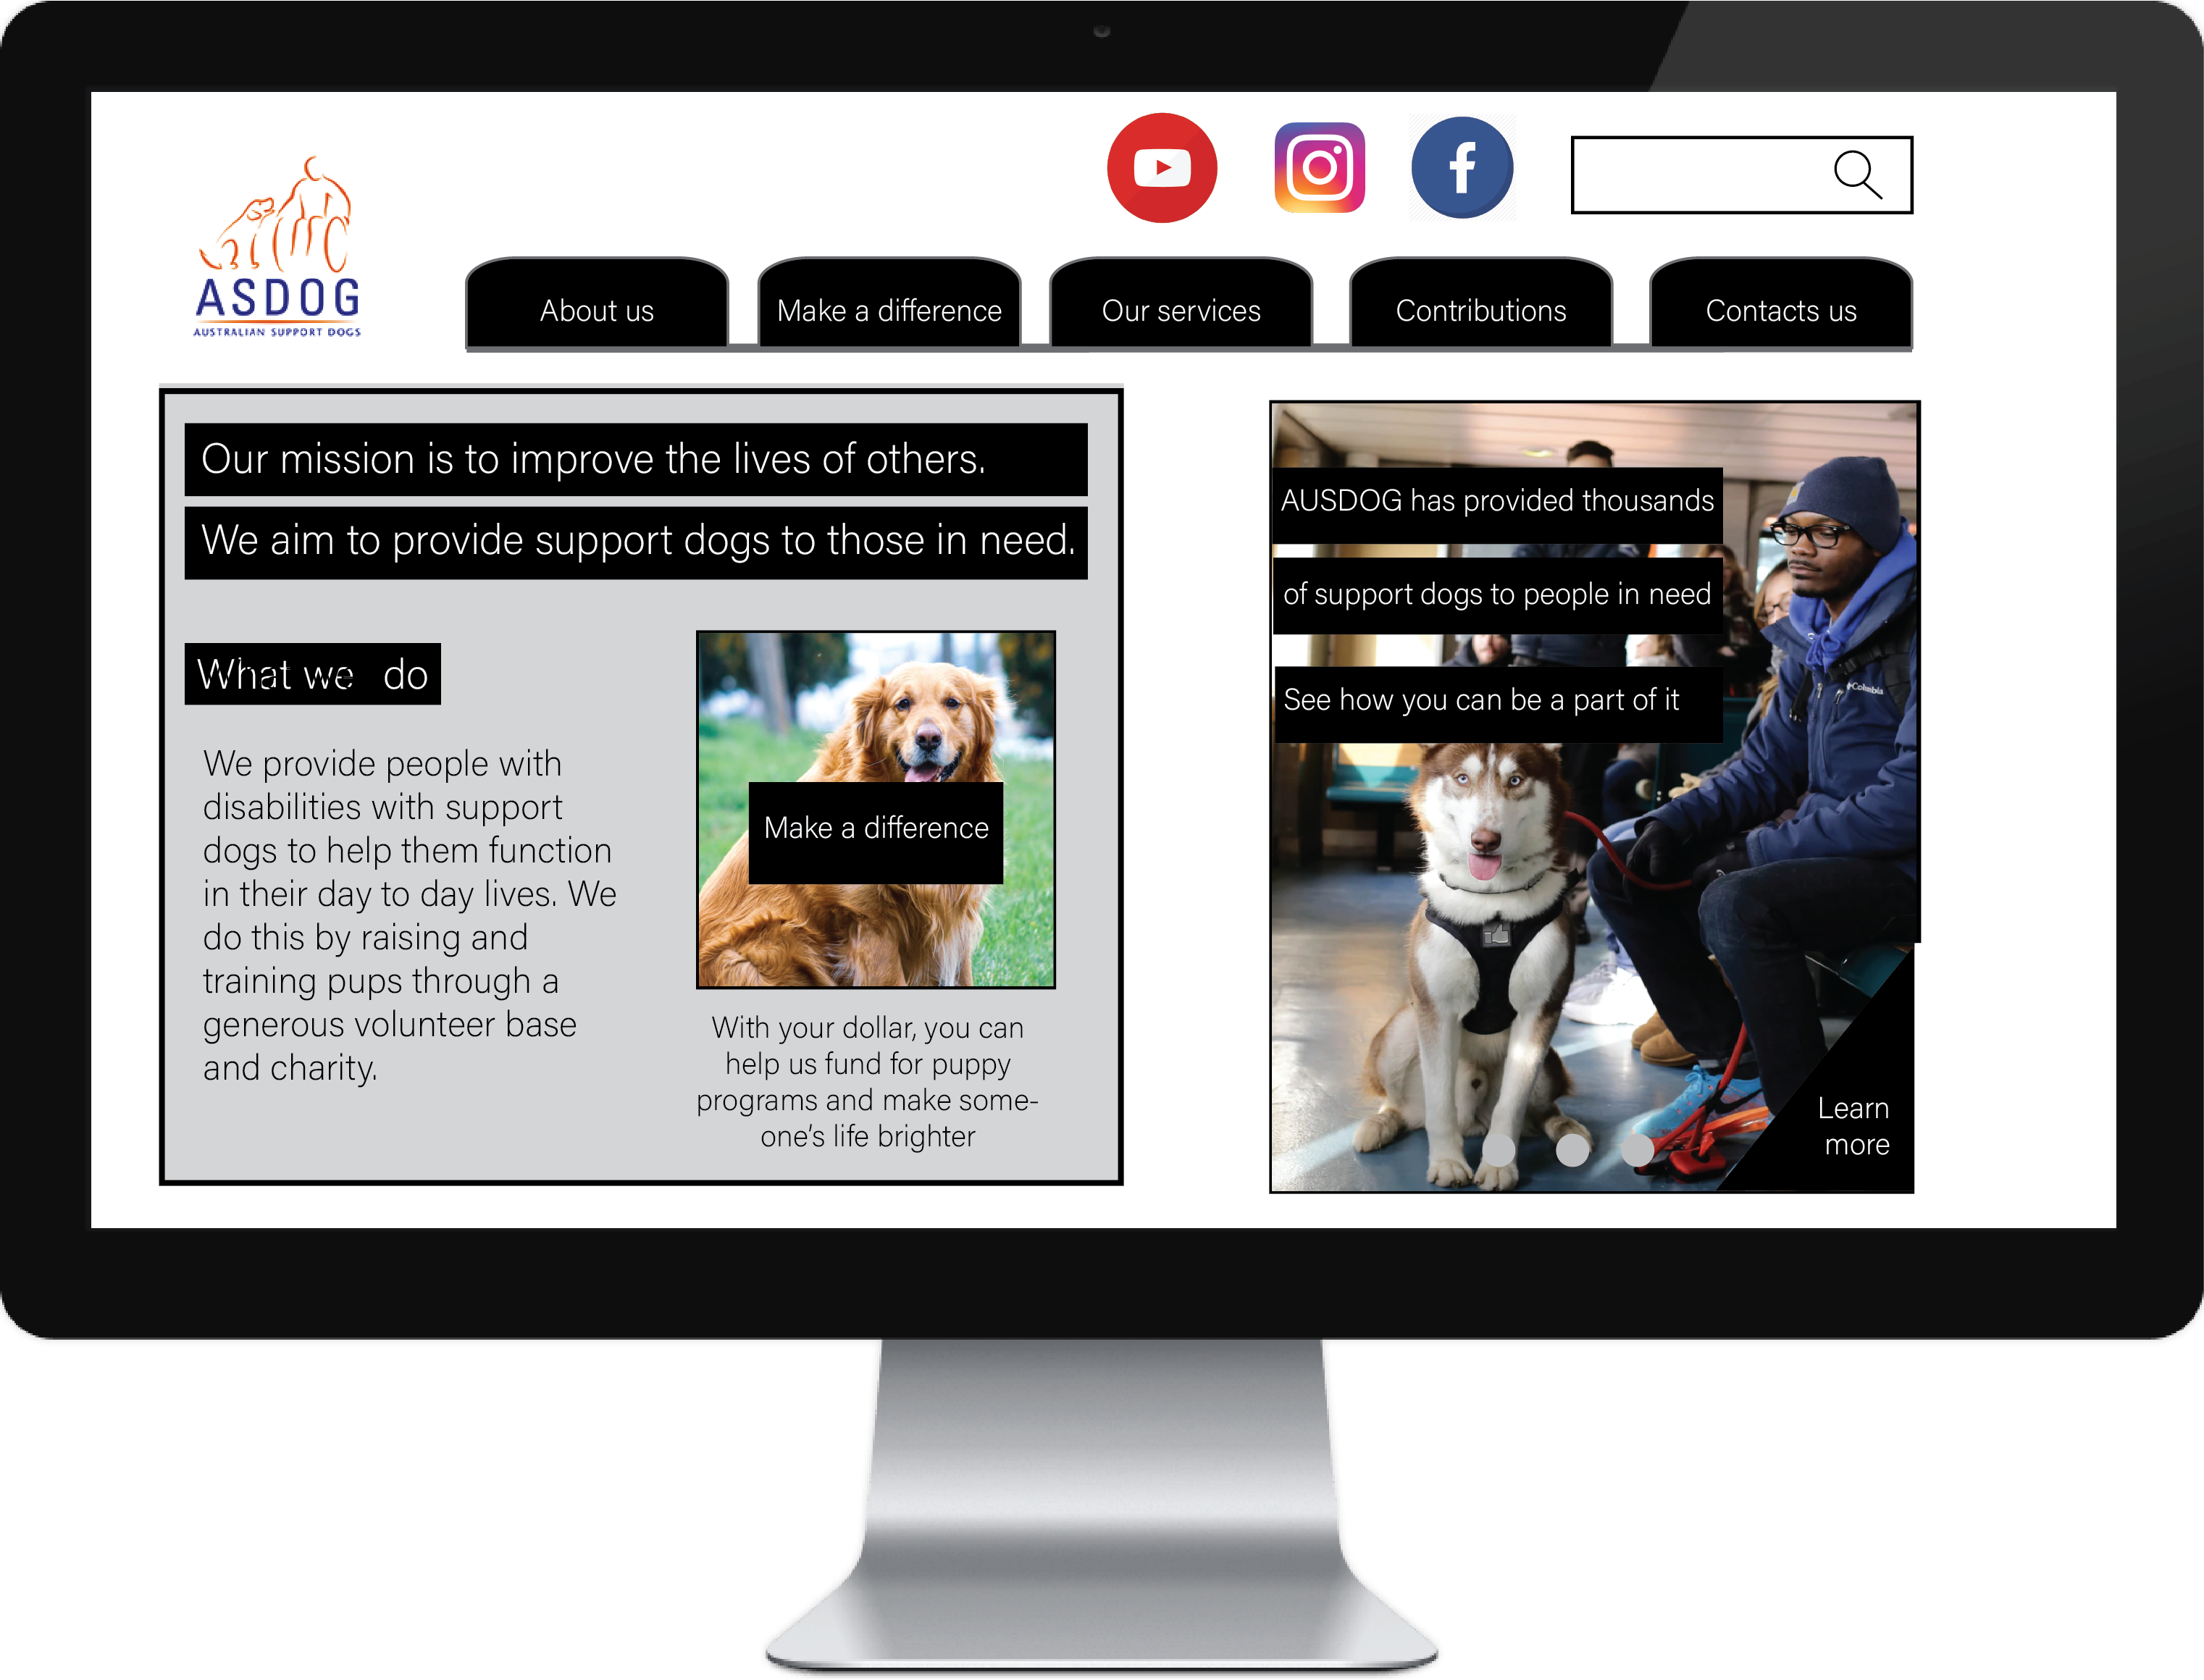 ASDOG
AUSTRALIAN SUPPORT DOGS
About us
Make a difference
Our services
Contributions
Contacts us
Our mission is to improve the lives of others.
We aim to provide support dogs to those in need.
What we do
We provide people with
disabilities with support
dogs to help them function
in their day to day lives. We
do this by raising and
training pups through a
generous volunteer base
and charity.
Make a difference
With your dollar, you can
help us fund for puppy
programs and make some-
one's life brighter
AUSDOG has provided thousands
of support dogs to people in need
See how you can be a part of it
Columbia
Learn
more